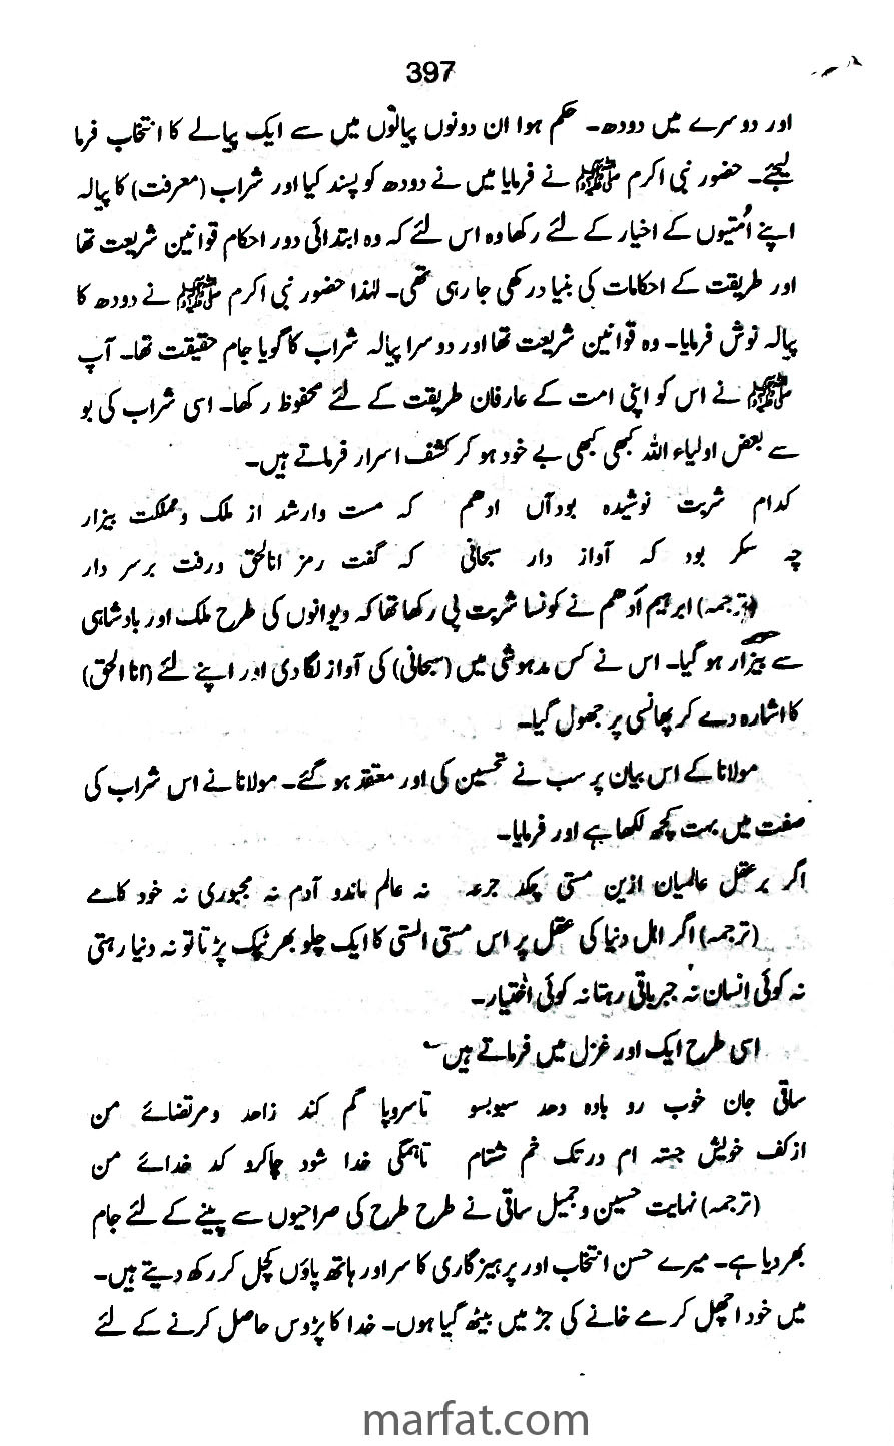 397
اور دوسرے میں دودھ۔ حکم ہوا ان دونوں پیالوں میں سے ایک پیالے کا انتخاب فرما
لیجئے۔ حضور نبی اکرم ﷺ نے فرمایا میں نے دودھ کو پسند کیا اور شراب (معرفت) کا پیالہ
اپنے اُمتیوں کے اخیار کے لئے رکھا وہ اس لئے کہ وہ ابتدائی دور احکام قوانین شریعت تھا
اور طریقت کے احکامات کی بنیاد رکھی جا رہی تھی۔ لہٰذا حضور نبی اکرم ﷺ نے دودھ کا
پیالہ نوش فرمایا۔ وہ قوانین شریعت تھا اور دوسرا پیالہ شراب کا گویا جام حقیقت تھا۔ آپ
ﷺ نے اس کو اپنی امت کے عارفان طریقت کے لئے محفوظ رکھا۔ اسی شراب کی بو
سے بعض اولیاء اللہ کبھی کبھی بے خود ہو کر کشف اسرار فرماتے ہیں۔
کدام شربت نوشیدہ بود آں ادھم کہ مست وار شد از ملک و مملکت بیزار
چہ سکر بود کہ آواز دار سبحانی کہ گفت رمز انالحق ورفت برسر دار
(ترجمہ) ابرہیم اَدھم نے کونسا شربت پی رکھا تھا کہ دیوانوں کی طرح ملک اور بادشاہی
سے بیزار ہو گیا۔ اس نے کس مدہوشی میں (سبحانی) کی آواز لگا دی اور اپنے لئے (انا الحق)
کا اشارہ دے کر پھانسی پر جھول گیا۔
مولانا کے اس بیان پر سب نے تحسین کی اور معتقد ہو گئے۔ مولانا نے اس شراب کی
صفت میں بہت کچھ لکھا ہے اور فرمایا۔
اگر برعقل عالمیان ازین مستی چکد جرعہ نہ عالم ماندو آدم نہ مجبوری نہ خود کامے
(ترجمہ) اگر اہل دنیا کی عقل پر اس مستی الستی کا ایک چلو بھر ٹپک پڑتا تو نہ دنیا رہتی
نہ کوئی انسان نہ جبر باقی رہتا نہ کوئی اختیار۔
اسی طرح ایک اور غزل میں فرماتے ہیں
ساقی جان خوب رو بادہ دھد سبوبسو تاسروپا گم کند زاھد ومرتضائے من
ازکف خویش جستہ ام درتک خم شستام تاہمگی خدا شود چاکرو کد خدائے من
(ترجمہ) نہایت حسین و جمیل ساقی نے طرح طرح کی صراحیوں سے پینے کے لئے جام
بھر دیا ہے۔ میرے حسن انتخاب اور پرہیزگاری کا سر اور ہاتھ پاؤں کچل کر رکھ دیتے ہیں۔
میں خود اچھل کر مے خانے کی جڑ میں بیٹھ گیا ہوں۔ خدا کا پڑوس حاصل کرنے کے لئے
marfat.com